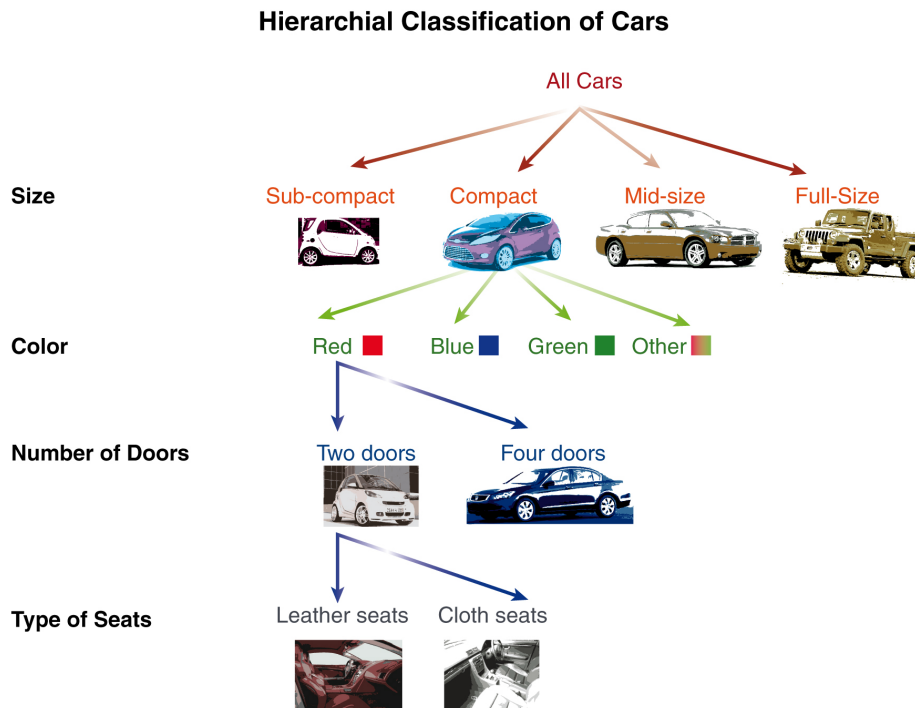 Hierarchial Classification of Cars
All Cars
Size
Sub-compact
Compact
Mid-size
Full-Size
Color
Red
Blue
Green
Other
Number of Doors
Two doors
Four doors
Type of Seats
Leather seats
Cloth seats